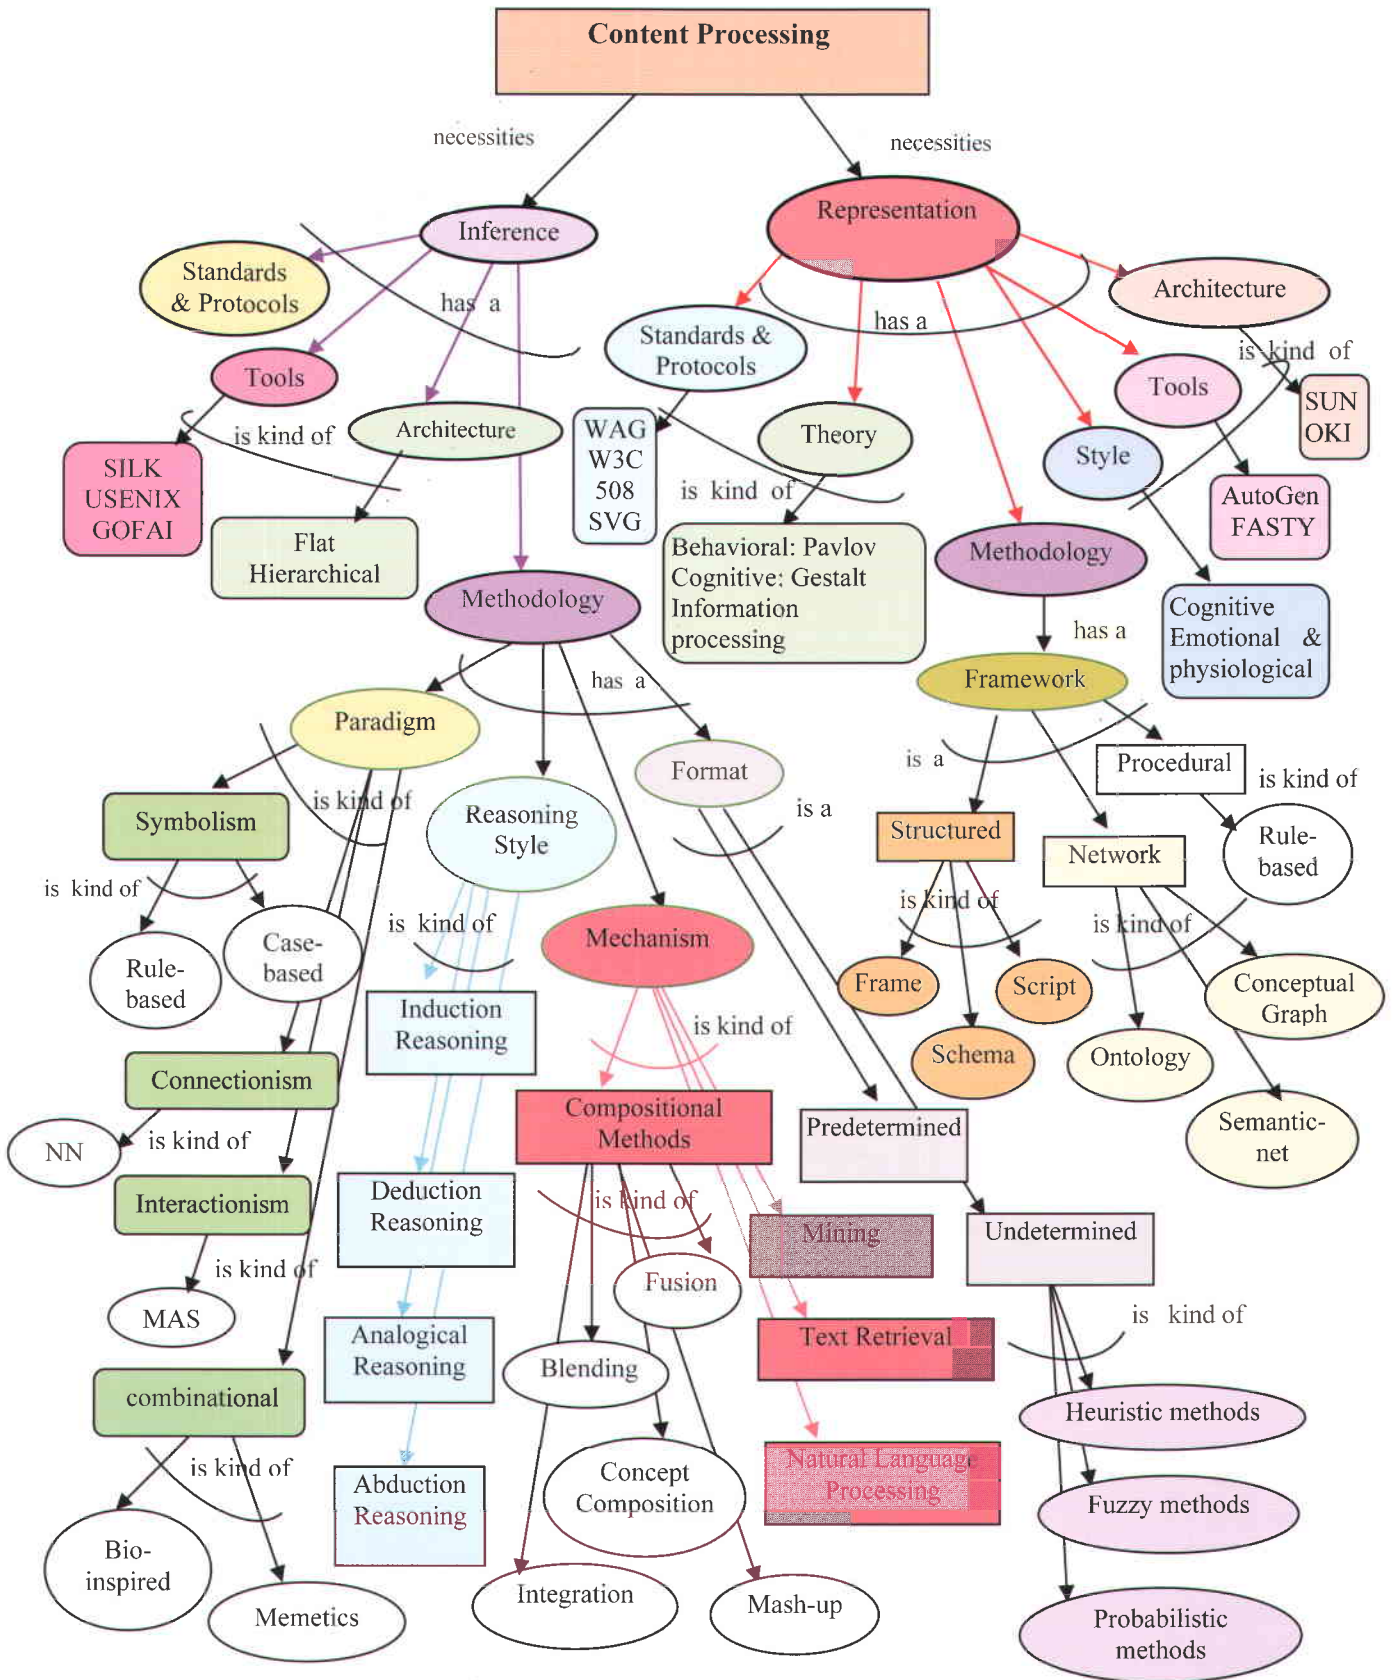 Content Processing
necessities
necessities
Representation
Inference
Standards
& Protocols
has a
Architecture
has a
Standards &
Protocols
is kind of
Tools
Tools
SUN
OKI
is kind of
Architecture
WAG
W3C
508
SVG
Theory
Style
SILK
USENIX
GOFAI
is kind of
AutoGen
FASTY
Flat
Hierarchical
Behavioral: Pavlov
Cognitive: Gestalt
Information
processing
Methodology
Methodology
has a
Cognitive
Emotional &
physiological
has a
Framework
Paradigm
is a
Procedural
is kind of
Format
is a
is kind of
Symbolism
Reasoning
Style
Structured
Network
Rule-
based
is kind of
is kind of
is kind of
is kind of
Rule-
based
Case-
based
Mechanism
Frame
Script
Conceptual
Graph
Induction
Reasoning
is kind of
Schema
Ontology
Connectionism
NN
is kind of
Compositional
Methods
Predetermined
Semantic-
net
Interactionism
Deduction
Reasoning
is kind of
Mining
Undetermined
is kind of
MAS
Fusion
Analogical
Reasoning
Text Retrieval
is kind of
Blending
combinational
Heuristic methods
is kind of
Abduction
Reasoning
Concept
Composition
Natural Language
Processing
Fuzzy methods
Bio-
inspired
Memetics
Integration
Mash-up
Probabilistic
methods